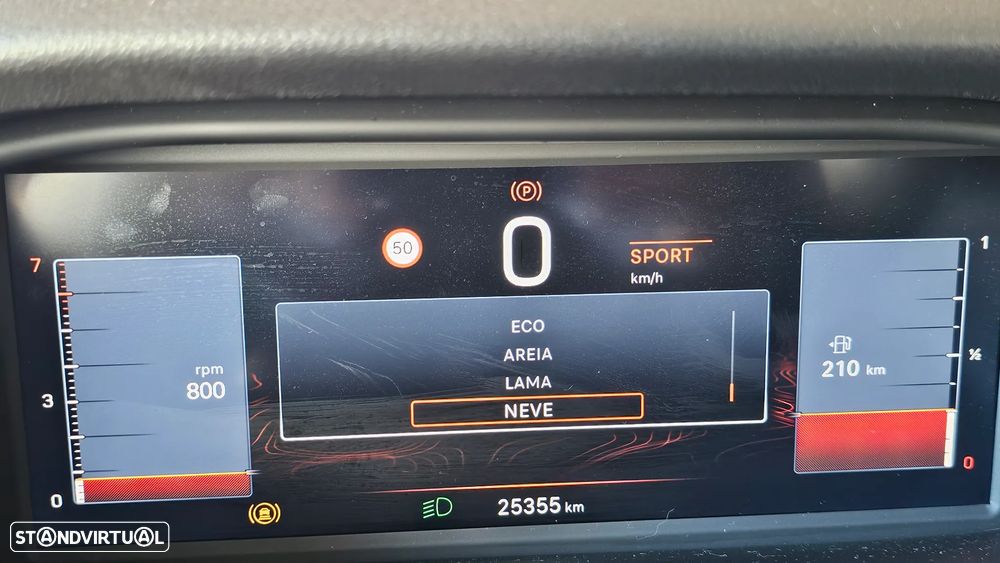 P
50
0
SPORT
km/h
7
3
0
rpm
800
ECO
AREIA
LAMA
NEVE
1
½
0
210 km
25355 km
STANDVIRTUAL